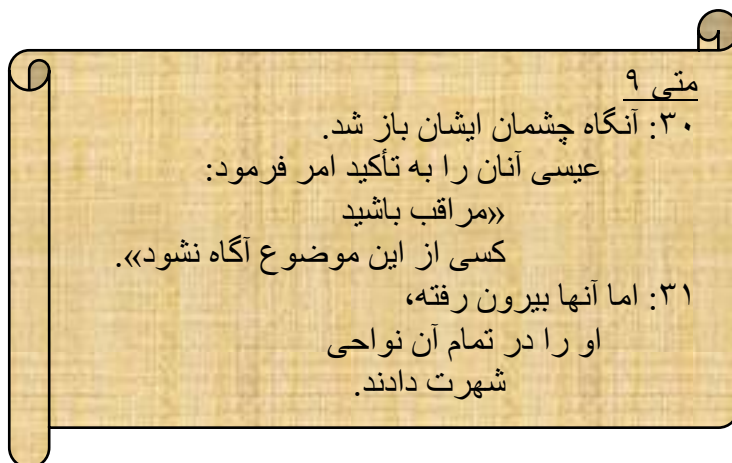 متی ۹
۳۰: آنگاه چشمان ایشان باز شد.
عیسی آنان را به تأکید امر فرمود:
«مراقب باشید
کسی از این موضوع آگاه نشود».
۳۱: اما آنها بیرون رفته،
او را در تمام آن نواحی
شهرت دادند.